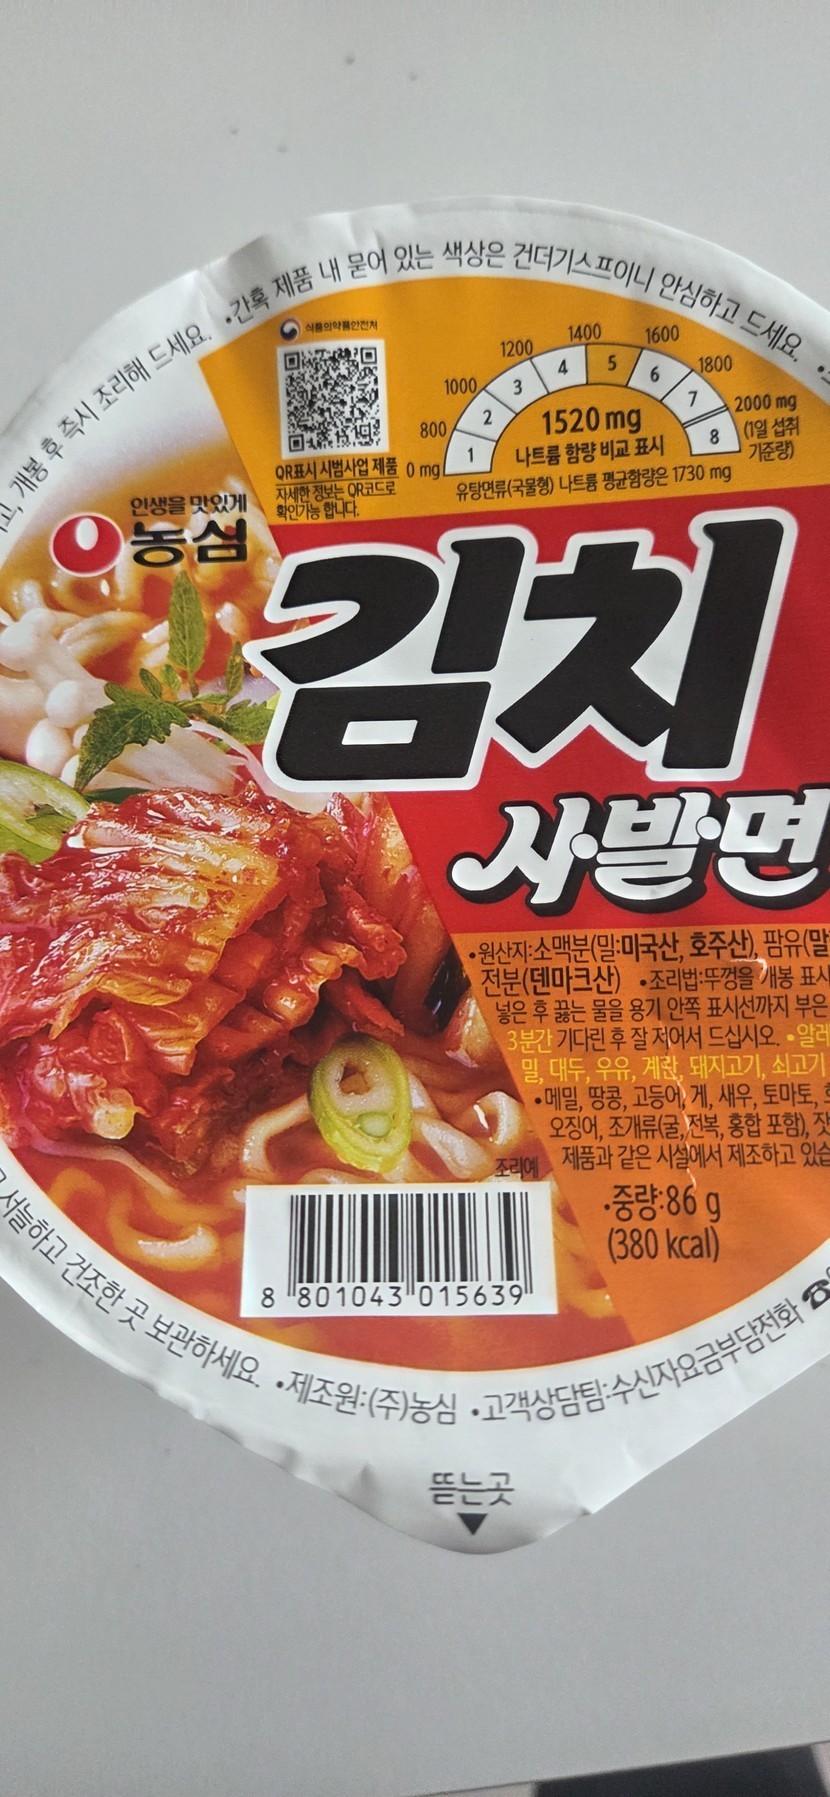 고, 개봉 후 즉시 조리해 드세요. •간혹 제품 내 묻어 있는 색상은 건더기스프이니 안심하고 드세요.
식품의약품안전처
QR표시 시범사업 제품
자세한 정보는 QR코드로
확인가능 합니다.
0 mg 800 1000 1200 1400 1600 1800 2000 mg
(1일 섭취
기준량)
1 2 3 4 5 6 7 8
1520 mg
나트륨 함량 비교 표시
유탕면류(국물형) 나트륨 평균함량은 1730 mg
인생을 맛있게
농심
김치
사발면
•원산지:소맥분(밀:미국산, 호주산), 팜유(말
전분(덴마크산) •조리법:뚜껑을 개봉 표시
넣은 후 끓는 물을 용기 안쪽 표시선까지 부은
3분간 기다린 후 잘 저어서 드십시오. •알레
밀, 대두, 우유, 계란, 돼지고기, 쇠고기
•메밀, 땅콩, 고등어, 게, 새우, 토마토,
오징어, 조개류(굴, 전복, 홍합 포함), 잣
제품과 같은 시설에서 제조하고 있습
조리예
•중량:86 g
(380 kcal)
8 801043 015639
서늘하고 건조한 곳 보관하세요. •제조원:(주)농심 •고객상담팀:수신자요금부담전화
뜯는곳